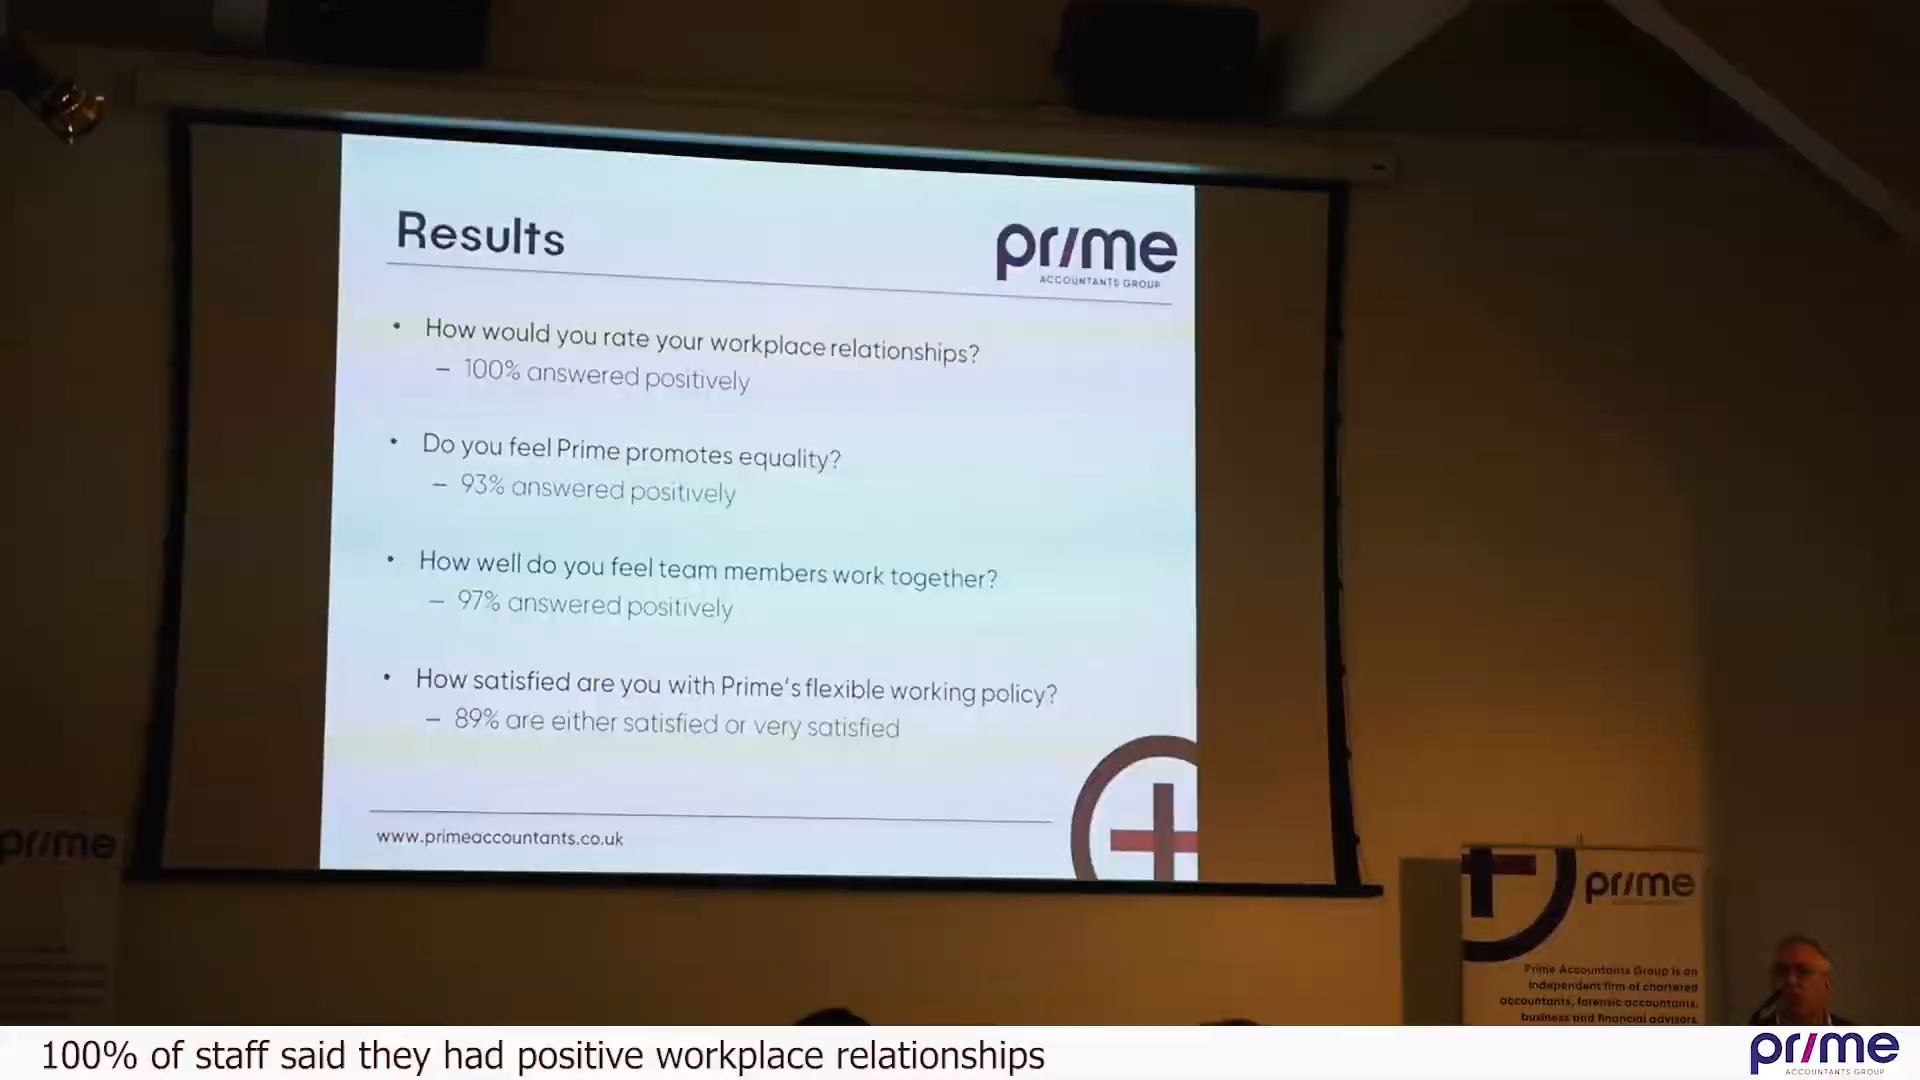 Results
prime
ACCOUNTANTS GROUP
• How would you rate your workplace relationships?
– 100% answered positively
• Do you feel Prime promotes equality?
– 93% answered positively
• How well do you feel team members work together?
– 97% answered positively
• How satisfied are you with Prime's flexible working policy?
– 89% are either satisfied or very satisfied
www.primeaccountants.co.uk
prime
prime
Prime Accountants Group is an
independent firm of chartered
accountants, forensic accountants,
business and financial advisors
100% of staff said they had positive workplace relationships
prime
ACCOUNTANTS GROUP